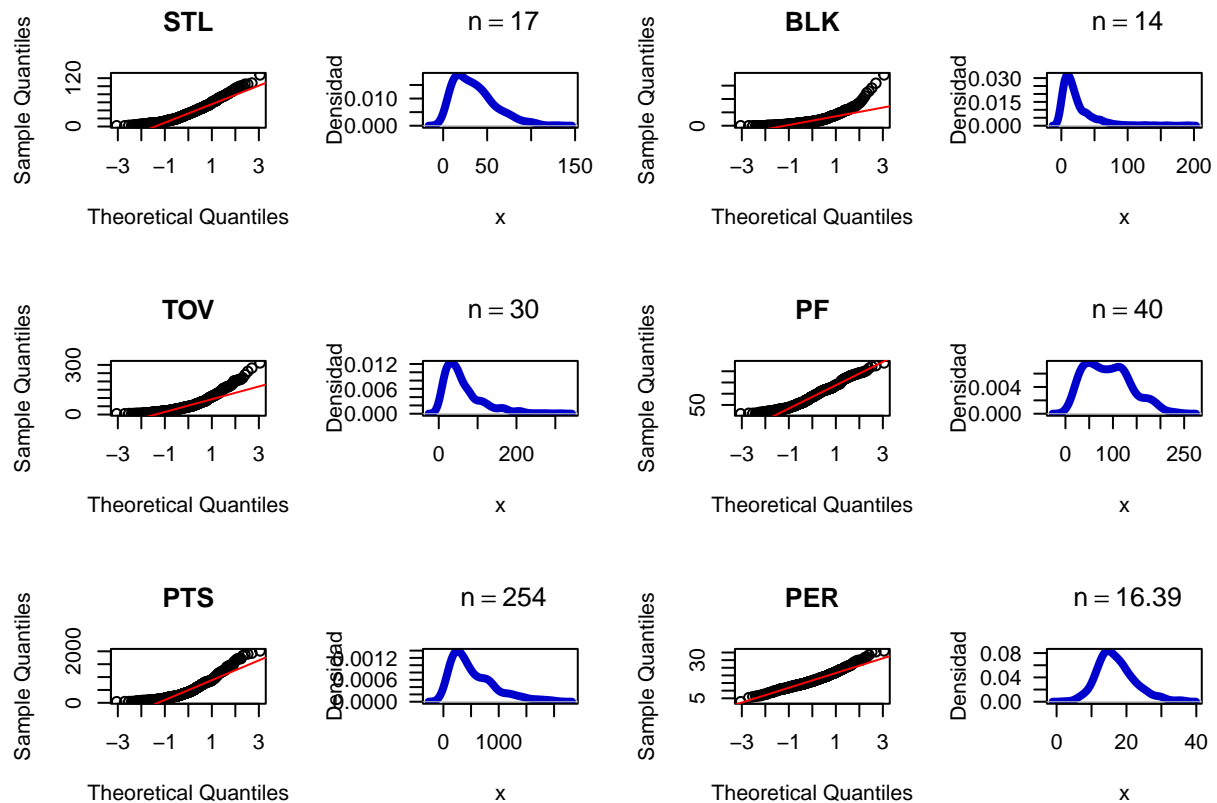 STL
n = 17
BLK
n = 14
Sample Quantiles
0 120
−3 −1 1 3
Theoretical Quantiles
Densidad
0.000 0.010
0 50 150
x
Sample Quantiles
0
−3 −1 1 3
Theoretical Quantiles
Densidad
0.000 0.015 0.030
0 100 200
x
TOV
n = 30
PF
n = 40
Sample Quantiles
0 300
−3 −1 1 3
Theoretical Quantiles
Densidad
0.000 0.006 0.012
0 200
x
Sample Quantiles
50
−3 −1 1 3
Theoretical Quantiles
Densidad
0.000 0.004
0 100 250
x
PTS
n = 254
PER
n = 16.39
Sample Quantiles
0 2000
−3 −1 1 3
Theoretical Quantiles
Densidad
0.0000 0.0006 0.0012
0 1000
x
Sample Quantiles
5 30
−3 −1 1 3
Theoretical Quantiles
Densidad
0.00 0.04 0.08
0 20 40
x